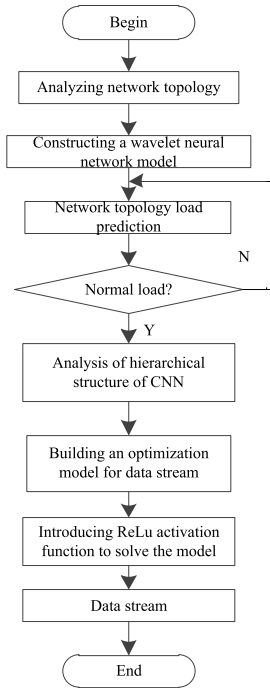 Begin
Analyzing network topology
Constructing a wavelet neural
network model
Network topology load
prediction
N
Normal load?
Y
Analysis of hierarchical
structure of CNN
Building an optimization
model for data stream
Introducing ReLu activation
function to solve the model
Data stream
End